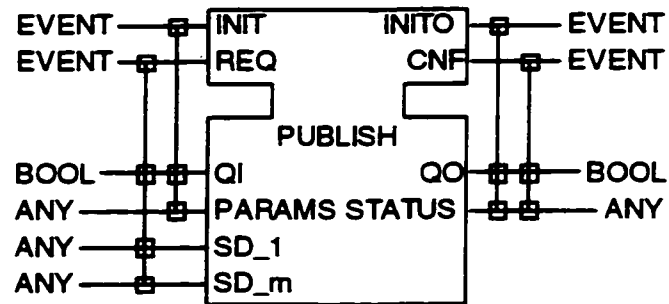 EVENT INIT INITO EVENT
EVENT REQ CNF EVENT
PUBLISH
BOOL QI QO BOOL
ANY PARAMS STATUS ANY
ANY SD_1
ANY SD_m